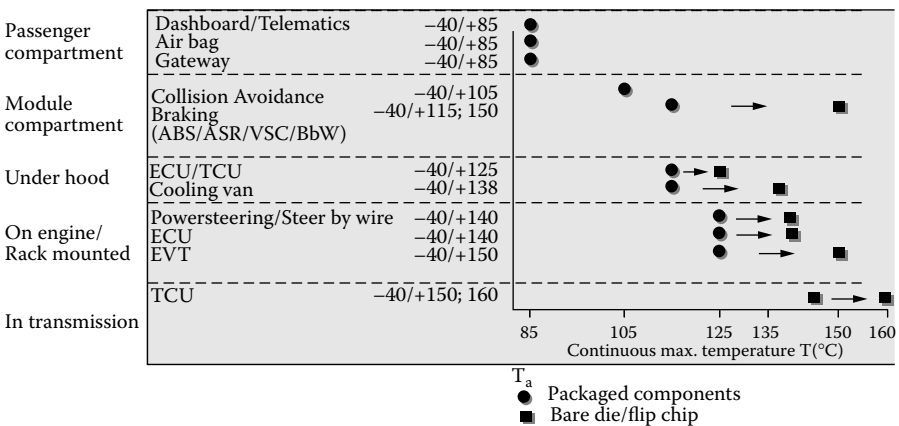 Passenger
compartment
Dashboard/Telematics −40/+85
Air bag −40/+85
Gateway −40/+85
Module
compartment
Collision Avoidance −40/+105
Braking −40/+115; 150
(ABS/ASR/VSC/BbW)
Under hood
ECU/TCU −40/+125
Cooling van −40/+138
On engine/
Rack mounted
Powersteering/Steer by wire −40/+140
ECU −40/+140
EVT −40/+150
In transmission
TCU −40/+150; 160
85 105 125 135 150 160
Continuous max. temperature T(°C)
Ta
Packaged components
Bare die/flip chip